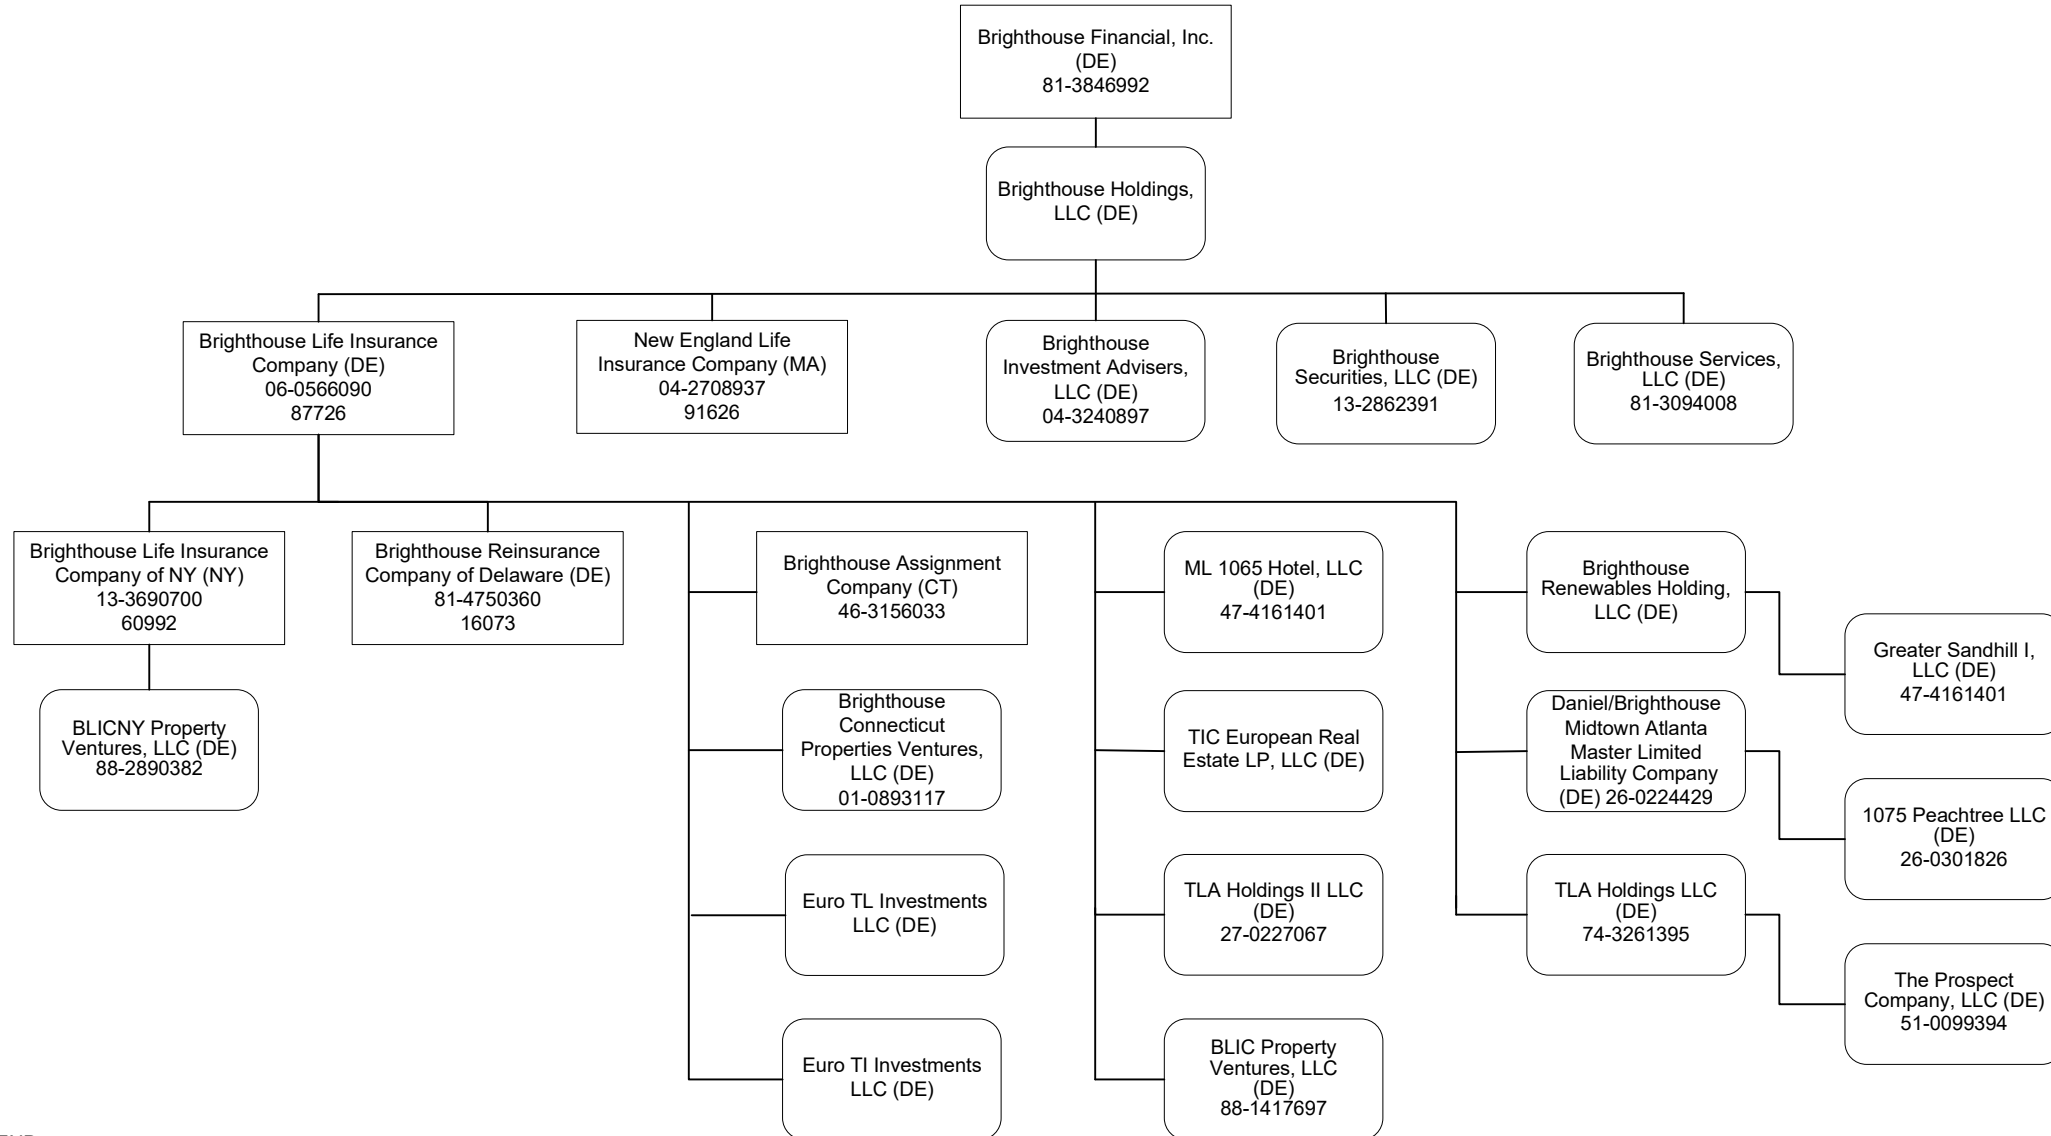 Brighthouse Financial, Inc.
(DE)
81-3846992
Brighthouse Holdings,
LLC (DE)
Brighthouse Life Insurance
Company (DE)
06-0566090
87726
New England Life
Insurance Company (MA)
04-2708937
91626
Brighthouse
Investment Advisers,
LLC (DE)
04-3240897
Brighthouse
Securities, LLC (DE)
13-2862391
Brighthouse Services,
LLC (DE)
81-3094008
Brighthouse Life Insurance
Company of NY (NY)
13-3690700
60992
Brighthouse Reinsurance
Company of Delaware (DE)
81-4750360
16073
Brighthouse Assignment
Company (CT)
46-3156033
ML 1065 Hotel, LLC
(DE)
47-4161401
Brighthouse
Renewables Holding,
LLC (DE)
Greater Sandhill I,
LLC (DE)
47-4161401
BLICNY Property
Ventures, LLC (DE)
88-2890382
Brighthouse
Connecticut
Properties Ventures,
LLC (DE)
01-0893117
TIC European Real
Estate LP, LLC (DE)
Daniel/Brighthouse
Midtown Atlanta
Master Limited
Liability Company
(DE) 26-0224429
1075 Peachtree LLC
(DE)
26-0301826
Euro TL Investments
LLC (DE)
TLA Holdings II LLC
(DE)
27-0227067
TLA Holdings LLC
(DE)
74-3261395
The Prospect
Company, LLC (DE)
51-0099394
Euro TI Investments
LLC (DE)
BLIC Property
Ventures, LLC
(DE)
88-1417697